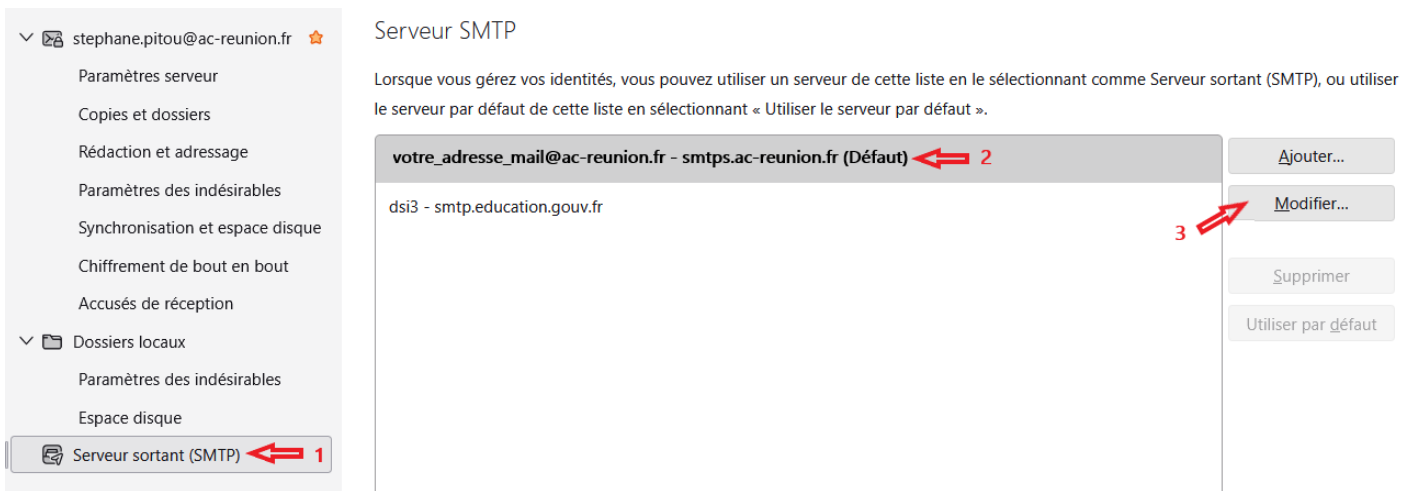 stephane.pitou@ac-reunion.fr
Paramètres serveur
Copies et dossiers
Rédaction et adressage
Paramètres des indésirables
Synchronisation et espace disque
Chiffrement de bout en bout
Accusés de réception
Dossiers locaux
Paramètres des indésirables
Espace disque
Serveur sortant (SMTP) 1
Serveur SMTP
Lorsque vous gérez vos identités, vous pouvez utiliser un serveur de cette liste en le sélectionnant comme Serveur sortant (SMTP), ou utiliser
le serveur par défaut de cette liste en sélectionnant « Utiliser le serveur par défaut ».
votre_adresse_mail@ac-reunion.fr - smtps.ac-reunion.fr (Défaut) 2
dsi3 - smtp.education.gouv.fr
Ajouter...
Modifier...
3
Supprimer
Utiliser par défaut